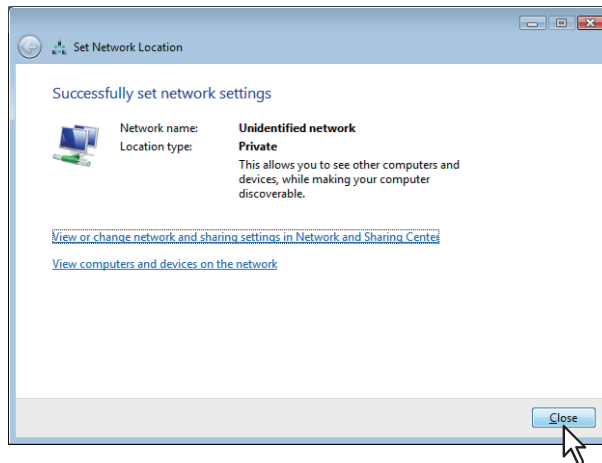 Set Network Location
Successfully set network settings
Network name: Unidentified network
Location type: Private
This allows you to see other computers and
devices, while making your computer
discoverable.
View or change network and sharing settings in Network and Sharing Center
View computers and devices on the network
Close